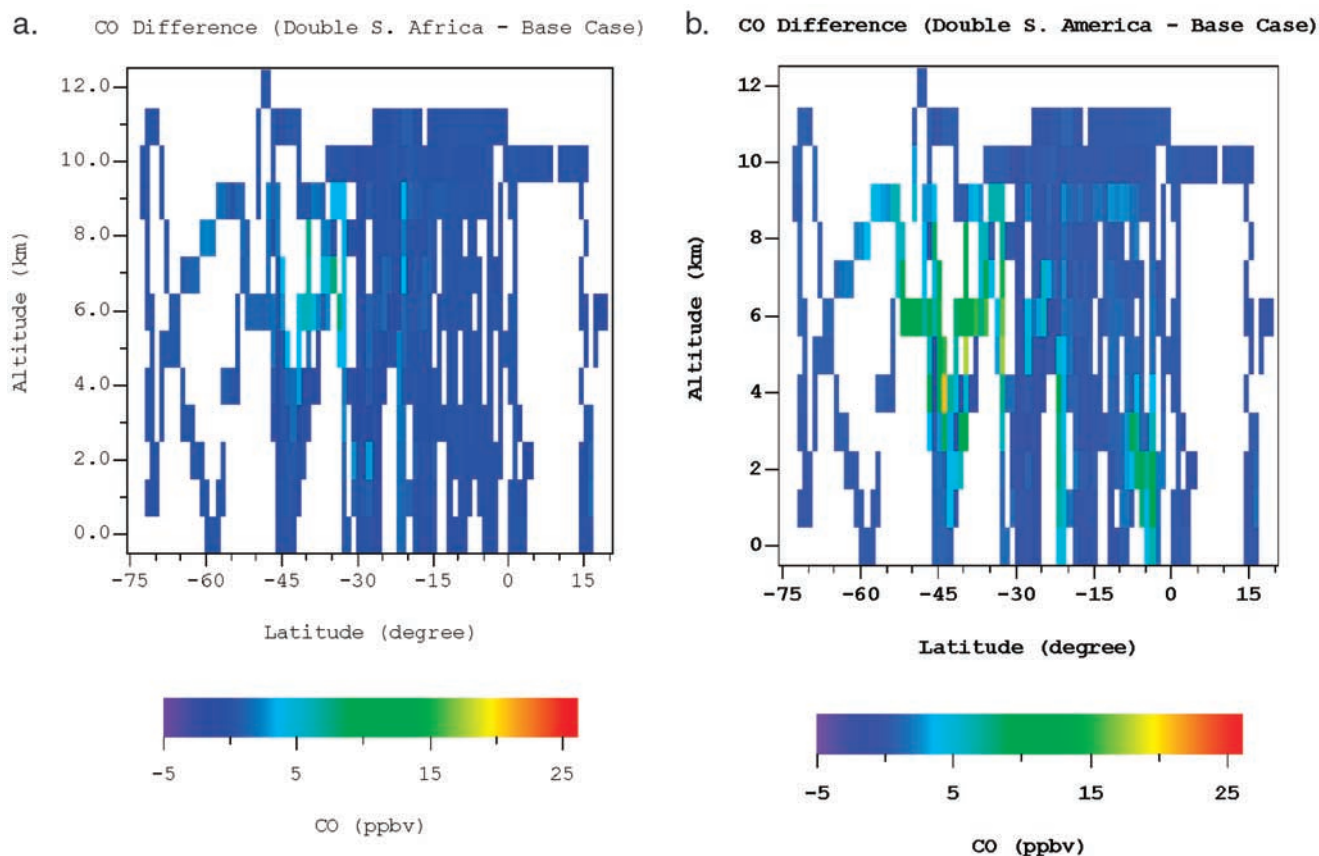 a. CO Difference (Double S. Africa - Base Case)
12.0
10.0
8.0
6.0
4.0
2.0
0.0
Altitude (km)
-75 -60 -45 -30 -15 0 15
Latitude (degree)
-5 5 15 25
CO (ppbv)
b. CO Difference (Double S. America - Base Case)
12
10
8
6
4
2
0
Altitude (km)
-75 -60 -45 -30 -15 0 15
Latitude (degree)
-5 5 15 25
CO (ppbv)